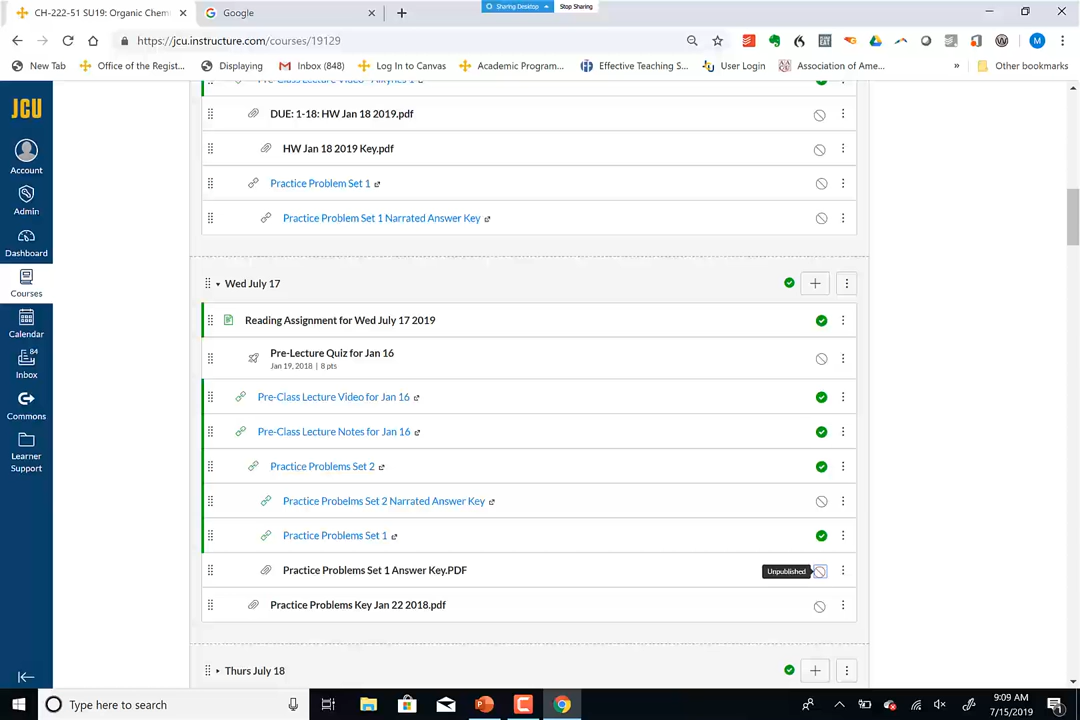 Sharing Desktop
Stop Sharing
CH-222-51 SU19: Organic Chem
Google
https://jcu.instructure.com/courses/19129
New Tab
Office of the Regist...
Displaying
Inbox (848)
Log In to Canvas
Academic Program...
Effective Teaching S...
User Login
Association of Ame...
»
Other bookmarks
JCU
Account
Admin
Dashboard
Courses
Calendar
84
Inbox
Commons
Learner
Support
DUE: 1-18: HW Jan 18 2019.pdf
HW Jan 18 2019 Key.pdf
Practice Problem Set 1
Practice Problem Set 1 Narrated Answer Key
Wed July 17
Reading Assignment for Wed July 17 2019
Pre-Lecture Quiz for Jan 16
Jan 19, 2018 | 8 pts
Pre-Class Lecture Video for Jan 16
Pre-Class Lecture Notes for Jan 16
Practice Problems Set 2
Practice Probelms Set 2 Narrated Answer Key
Practice Problems Set 1
Practice Problems Set 1 Answer Key.PDF
Unpublished
Practice Problems Key Jan 22 2018.pdf
Thurs July 18
Type here to search
9:09 AM
7/15/2019